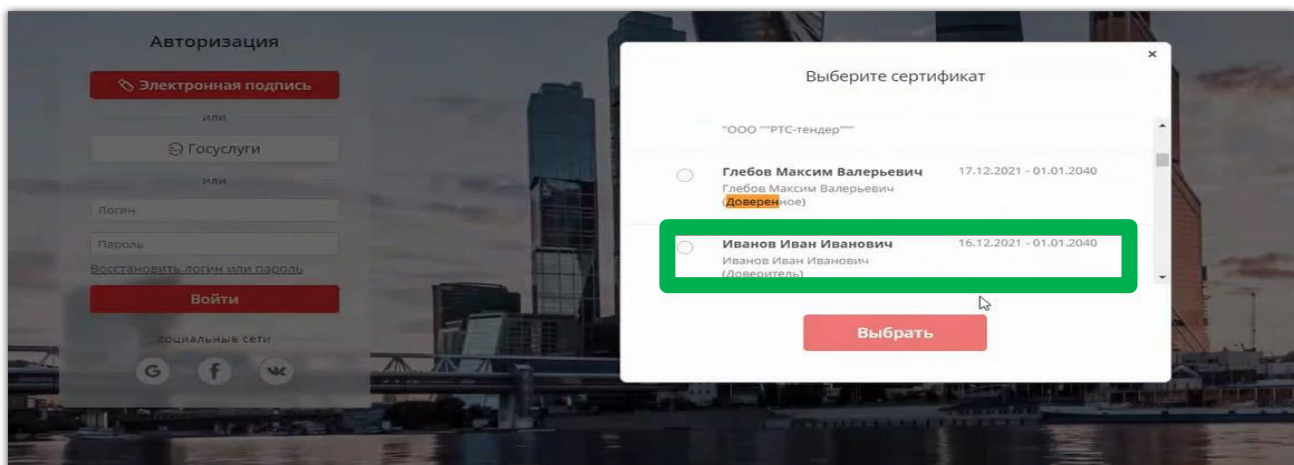 Авторизация
Электронная подпись
или
Госуслуги
или
Логин
Пароль
Восстановить логин или пароль
Войти
социальные сети
G f
Выберите сертификат
"ООО ""РТС-тендер"""
Глебов Максим Валерьевич 17.12.2021 - 01.01.2040
Глебов Максим Валерьевич
(Доверенное)
Иванов Иван Иванович 16.12.2021 - 01.01.2040
Иванов Иван Иванович
(Доверитель)
Выбрать